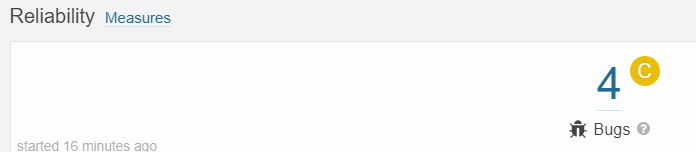 Reliability Measures
4 C
Bugs ?
started 16 minutes ago